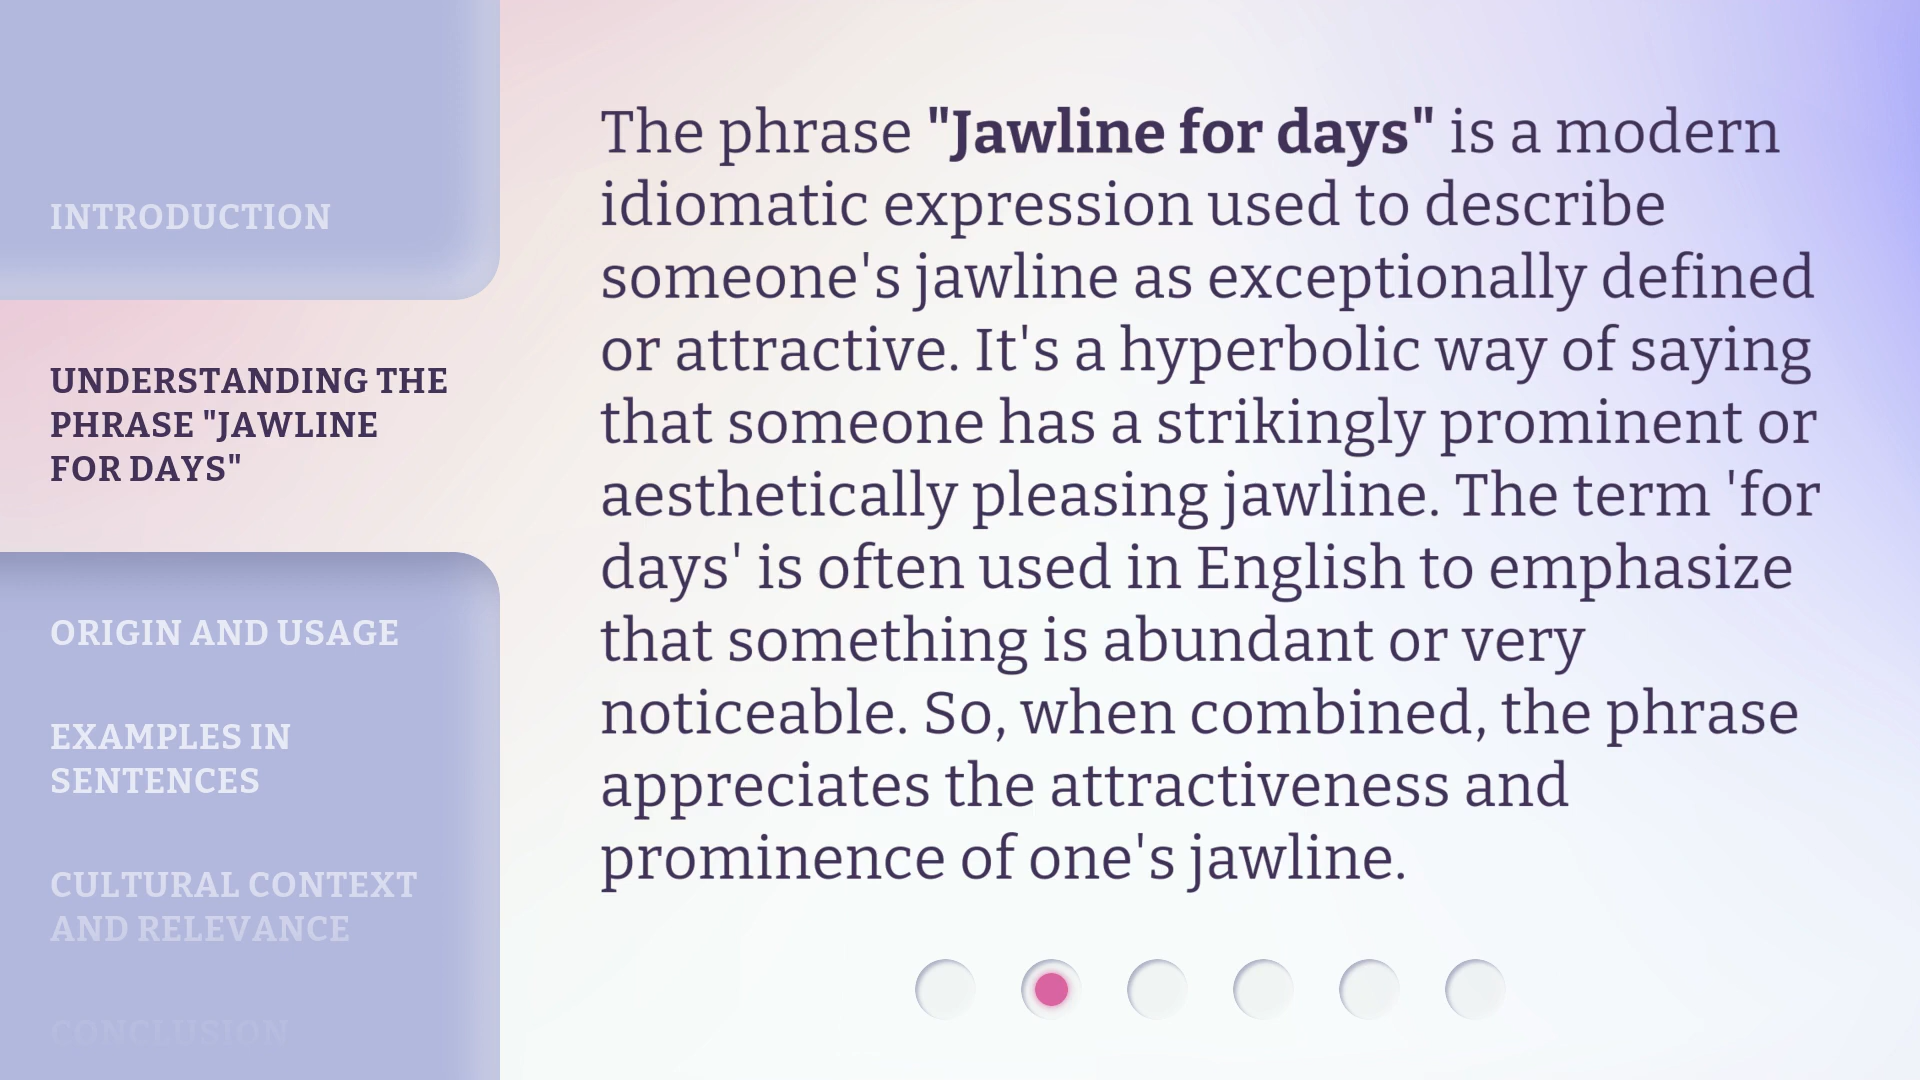 INTRODUCTION
UNDERSTANDING THE
PHRASE "JAWLINE
FOR DAYS"
ORIGIN AND USAGE
EXAMPLES IN
SENTENCES
CULTURAL CONTEXT
AND RELEVANCE
CONCLUSION
The phrase "Jawline for days" is a modern
idiomatic expression used to describe
someone's jawline as exceptionally defined
or attractive. It's a hyperbolic way of saying
that someone has a strikingly prominent or
aesthetically pleasing jawline. The term 'for
days' is often used in English to emphasize
that something is abundant or very
noticeable. So, when combined, the phrase
appreciates the attractiveness and
prominence of one's jawline.